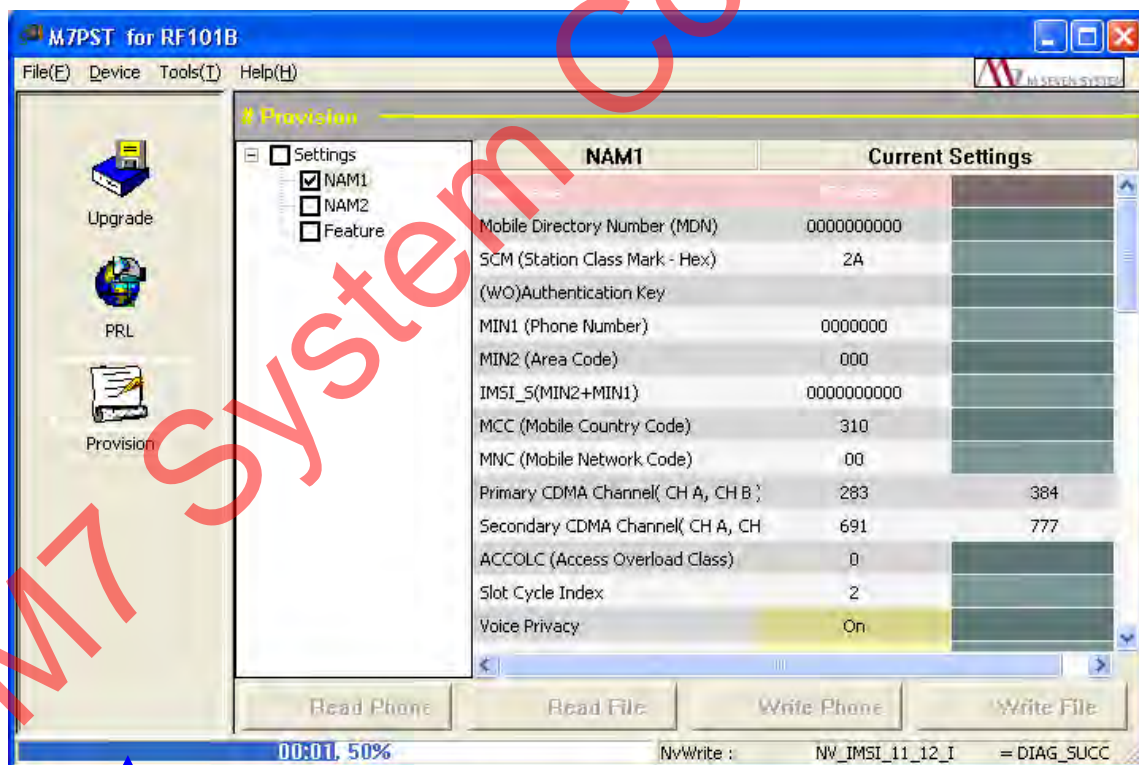 M7PST for RF101B
File(F) Device Tools(T) Help(H)
M SEVEN SYSTEM
# Provision
Upgrade
PRL
Provision
Settings
NAM1
NAM2
Feature
NAM1 Current Settings
Mobile Directory Number (MDN) 0000000000
SCM (Station Class Mark - Hex) 2A
(WO)Authentication Key
MIN1 (Phone Number) 0000000
MIN2 (Area Code) 000
IMSI_S(MIN2+MIN1) 0000000000
MCC (Mobile Country Code) 310
MNC (Mobile Network Code) 00
Primary CDMA Channel( CH A, CH B ) 283 384
Secondary CDMA Channel( CH A, CH 691 777
ACCOLC (Access Overload Class) 0
Slot Cycle Index 2
Voice Privacy On
Read Phone Read File Write Phone Write File
00:01, 50% NvWrite : NV_IMSI_11_12_I = DIAG_SUCC
M7 System Co